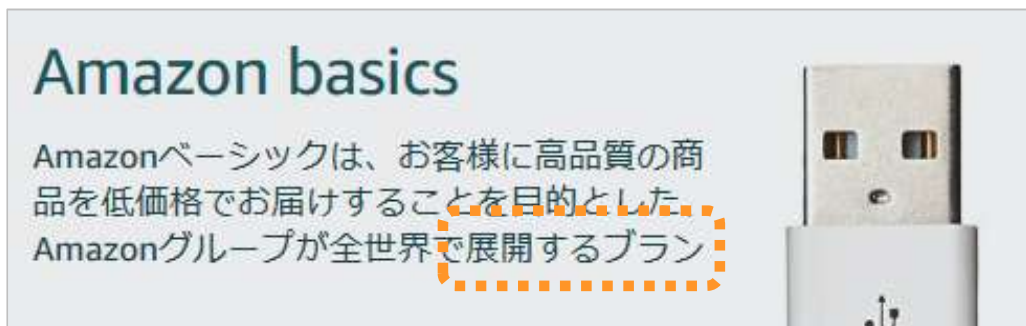 Amazon basics
Amazonベーシックは、お客様に高品質の商
品を低価格でお届けすることを目的とした、
Amazonグループが全世界で展開するブラン